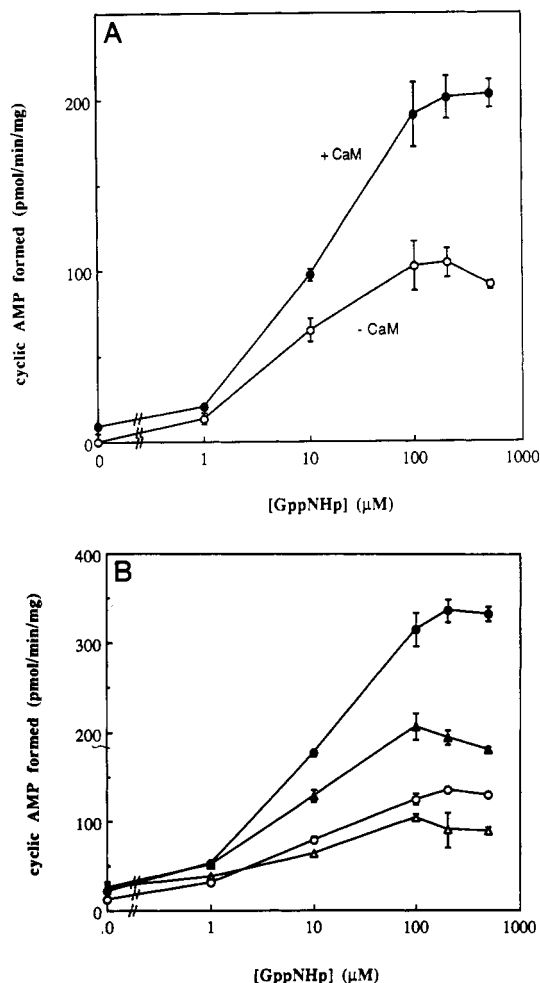 A
cyclic AMP formed (pmol/min/mg)
200
100
0
+ CaM
- CaM
0 1 10 100 1000
[GppNHp] (μM)
B
cyclic AMP formed (pmol/min/mg)
400
300
200
100
0
.0 1 10 100 1000
[GppNHp] (μM)